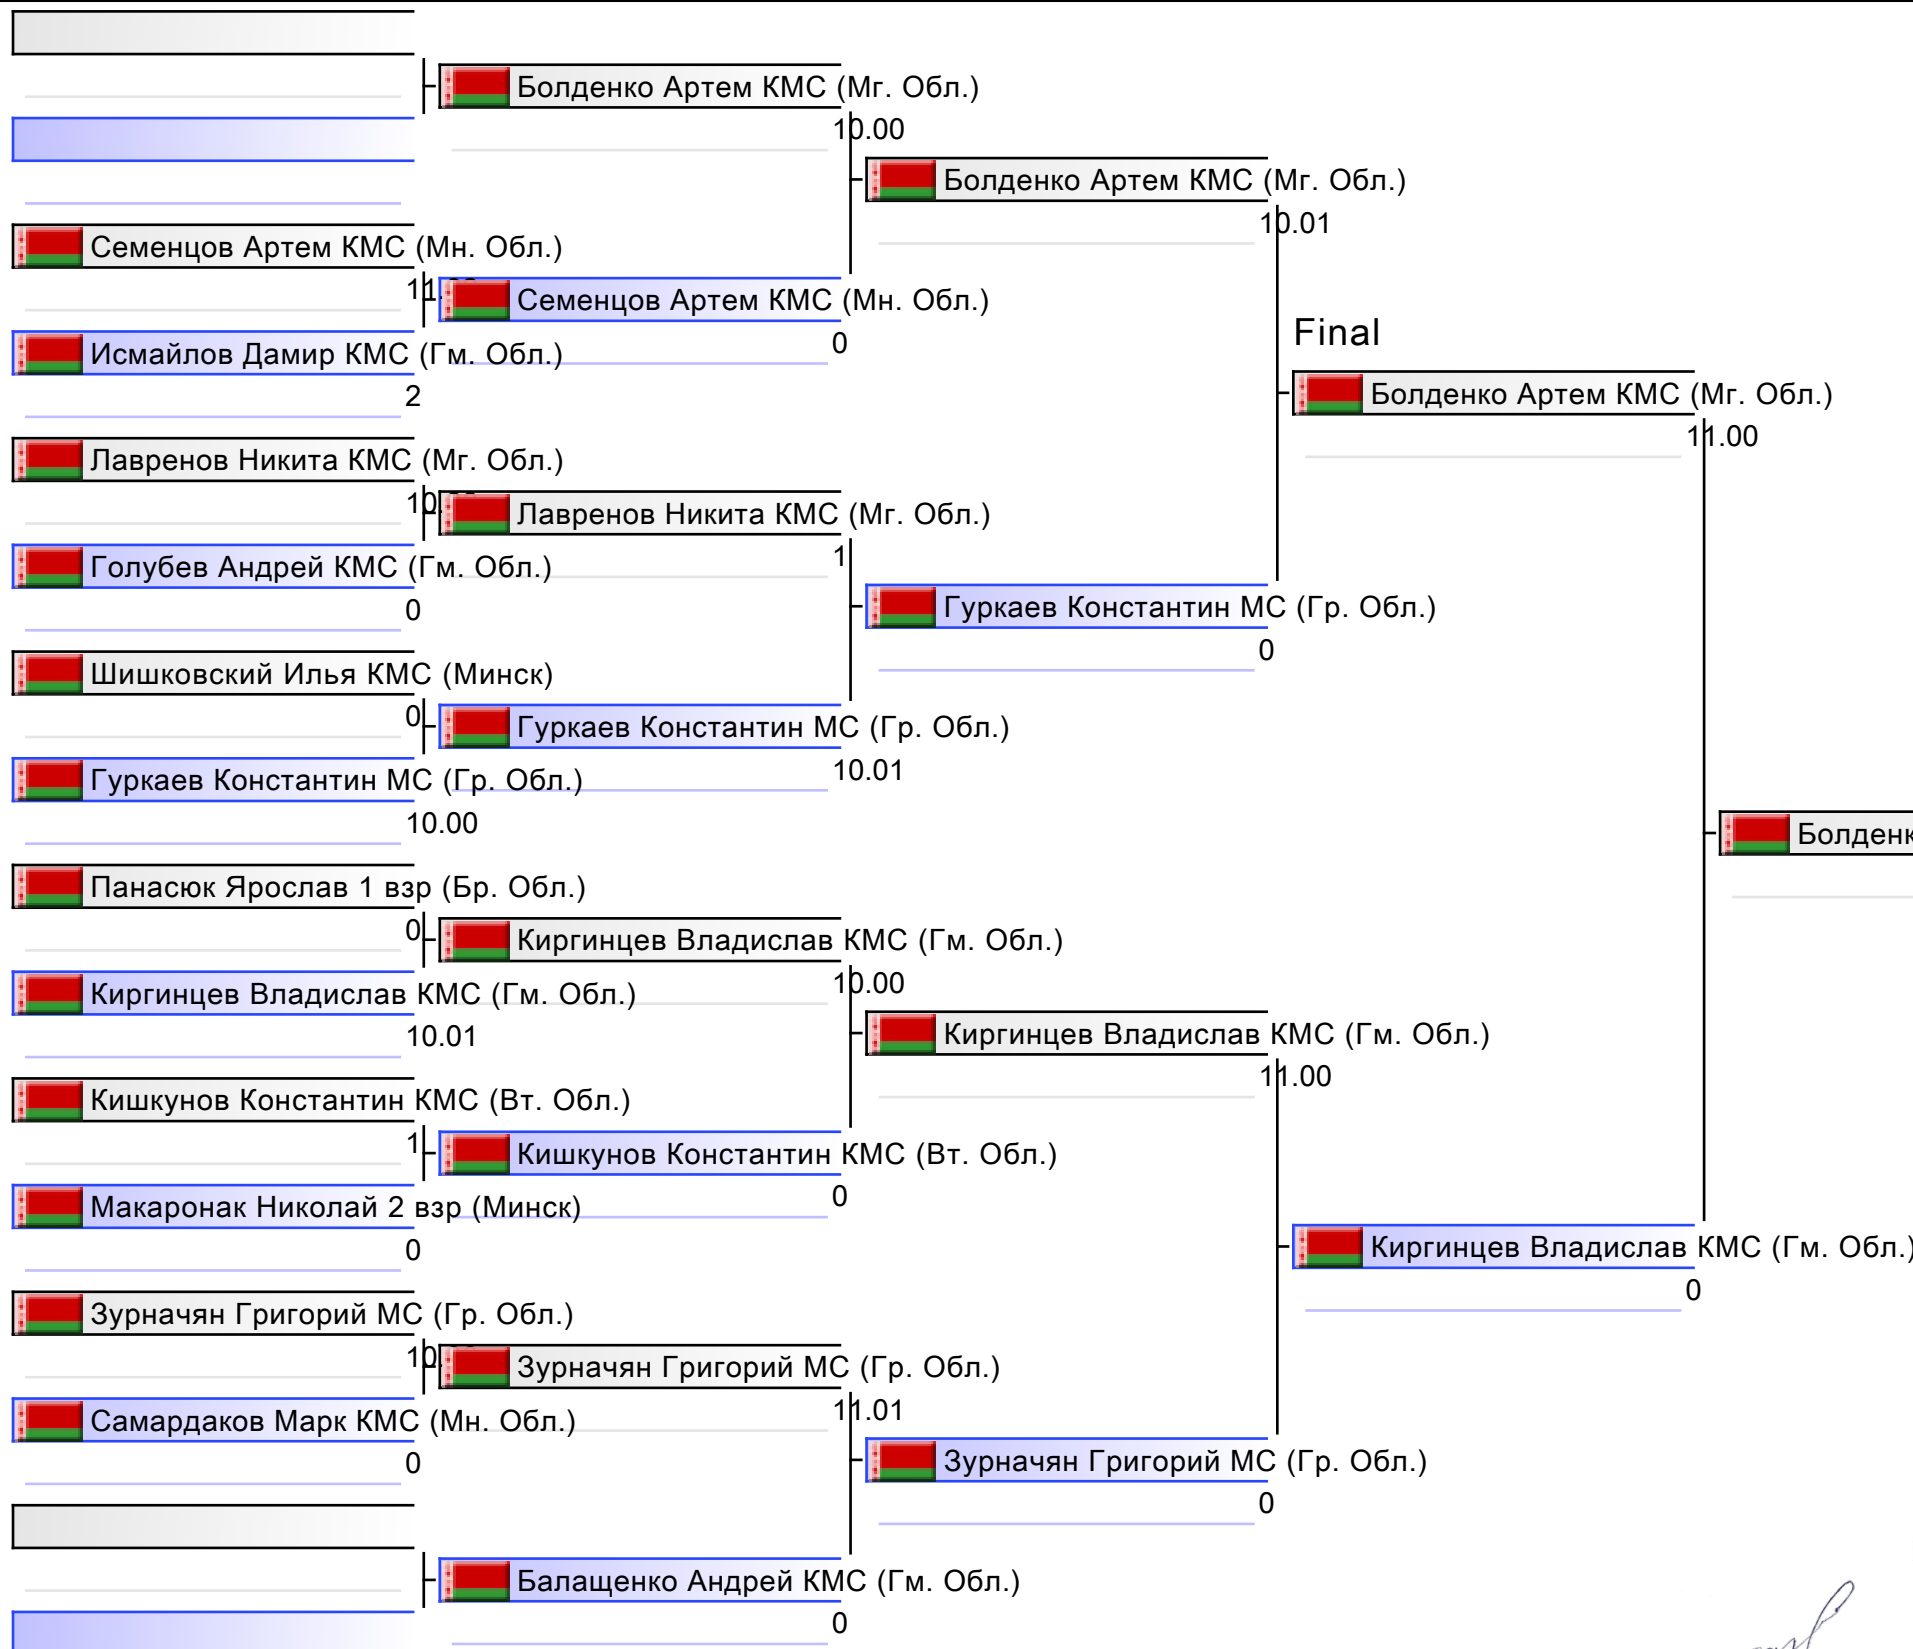 Болденко Артем КМС (Мг. Обл.)
10.00
Болденко Артем КМС (Мг. Обл.)
10.01
Семенцов Артем КМС (Мн. Обл.)
Семенцов Артем КМС (Мн. Обл.)
0
Final
Исмайлов Дамир КМС (Гм. Обл.)
2
Болденко Артем КМС (Мг. Обл.)
11.00
Лавренов Никита КМС (Мг. Обл.)
Лавренов Никита КМС (Мг. Обл.)
1
Голубев Андрей КМС (Гм. Обл.)
0
Гуркаев Константин МС (Гр. Обл.)
0
Шишковский Илья КМС (Минск)
0
Гуркаев Константин МС (Гр. Обл.)
10.01
Гуркаев Константин МС (Гр. Обл.)
10.00
Панасюк Ярослав 1 взр (Бр. Обл.)
0
Киргинцев Владислав КМС (Гм. Обл.)
10.00
Киргинцев Владислав КМС (Гм. Обл.)
10.01
Киргинцев Владислав КМС (Гм. Обл.)
11.00
Кишкунов Константин КМС (Вт. Обл.)
1
Кишкунов Константин КМС (Вт. Обл.)
0
Макаронак Николай 2 взр (Минск)
0
Киргинцев Владислав КМС (Гм. Обл.)
0
Зурначян Григорий МС (Гр. Обл.)
Зурначян Григорий МС (Гр. Обл.)
11.01
Самардаков Марк КМС (Мн. Обл.)
0
Зурначян Григорий МС (Гр. Обл.)
0
Балащенко Андрей КМС (Гм. Обл.)
0